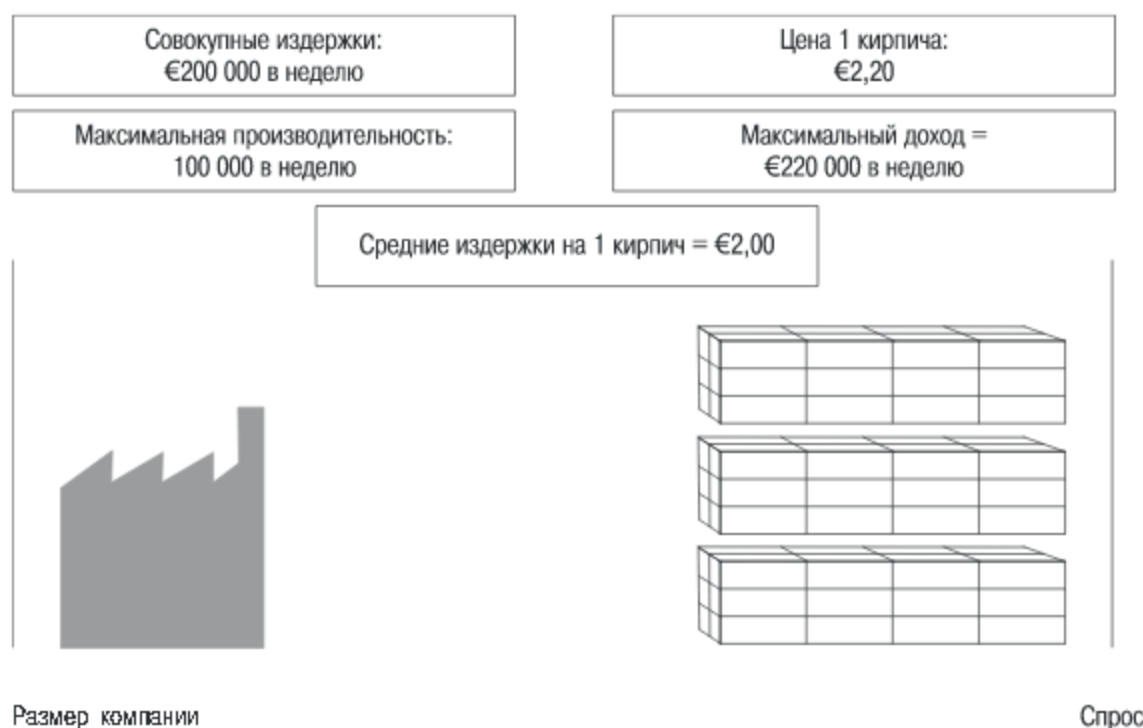 Совокупные издержки:
€200 000 в неделю
Цена 1 кирпича:
€2,20
Максимальная производительность:
100 000 в неделю
Максимальный доход =
€220 000 в неделю
Средние издержки на 1 кирпич = €2,00
Размер компании
Спрос